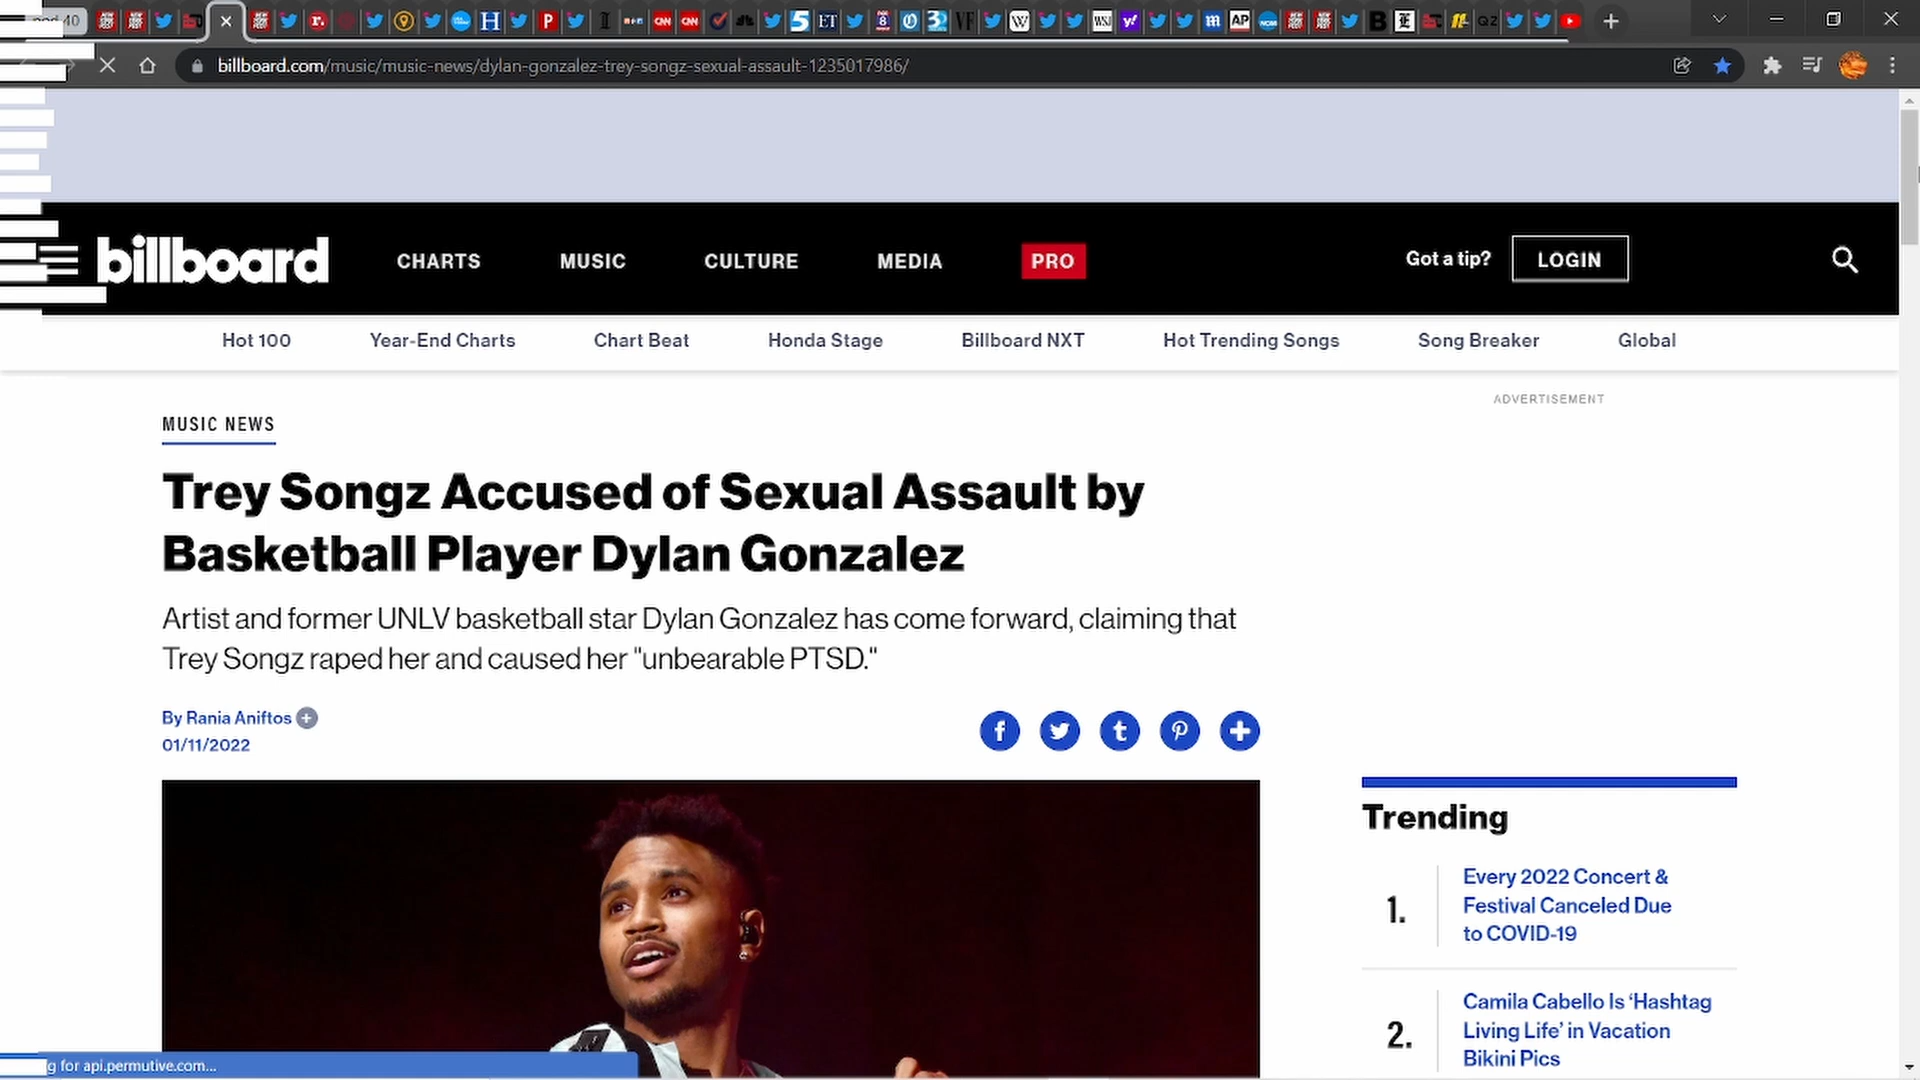 billboard.com/music/music-news/dylan-gonzalez-trey-songz-sexual-assault-1235017986/
billboard
CHARTS
MUSIC
CULTURE
MEDIA
PRO
Got a tip?
LOGIN
Hot 100
Year-End Charts
Chart Beat
Honda Stage
Billboard NXT
Hot Trending Songs
Song Breaker
Global
ADVERTISEMENT
MUSIC NEWS
Trey Songz Accused of Sexual Assault by
Basketball Player Dylan Gonzalez
Artist and former UNLV basketball star Dylan Gonzalez has come forward, claiming that
Trey Songz raped her and caused her "unbearable PTSD."
By Rania Aniftos
01/11/2022
Trending
1.
Every 2022 Concert &
Festival Canceled Due
to COVID-19
2.
Camila Cabello Is ‘Hashtag
Living Life’ in Vacation
Bikini Pics
for api.permutive.com...